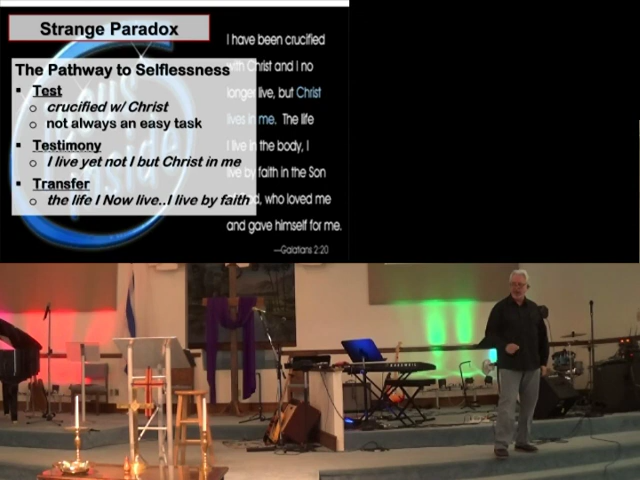 Strange Paradox
The Pathway to Selflessness
Test
crucified w/ Christ
not always an easy task
Testimony
I live yet not I but Christ in me
Transfer
the life I Now live..I live by faith
I have been crucified
with Christ and I no
longer live, but Christ
lives in me. The life
I live in the body, I
live by faith in the Son
of God, who loved me
and gave himself for me.
—Galatians 2:20